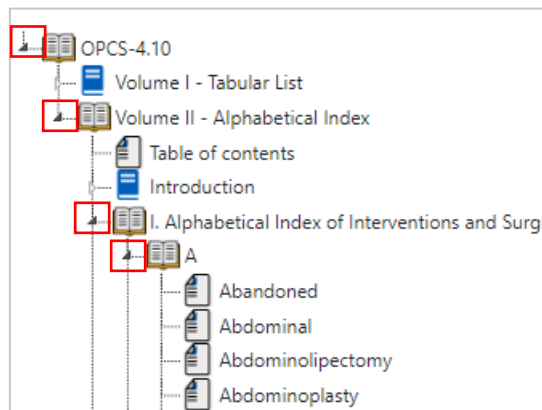 OPCS-4.10
Volume I - Tabular List
Volume II - Alphabetical Index
Table of contents
Introduction
I. Alphabetical Index of Interventions and Surg
A
Abandoned
Abdominal
Abdominolipectomy
Abdominoplasty